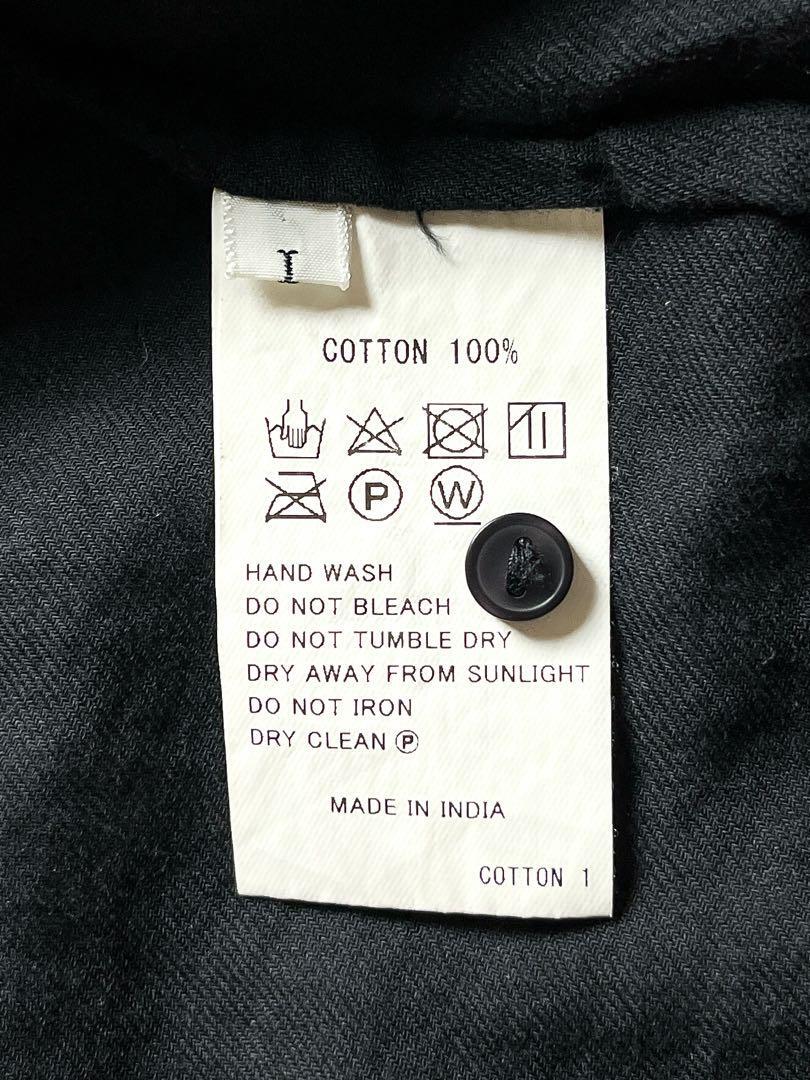 I
COTTON 100%
P W
HAND WASH
DO NOT BLEACH
DO NOT TUMBLE DRY
DRY AWAY FROM SUNLIGHT
DO NOT IRON
DRY CLEAN Ⓟ
MADE IN INDIA
COTTON 1